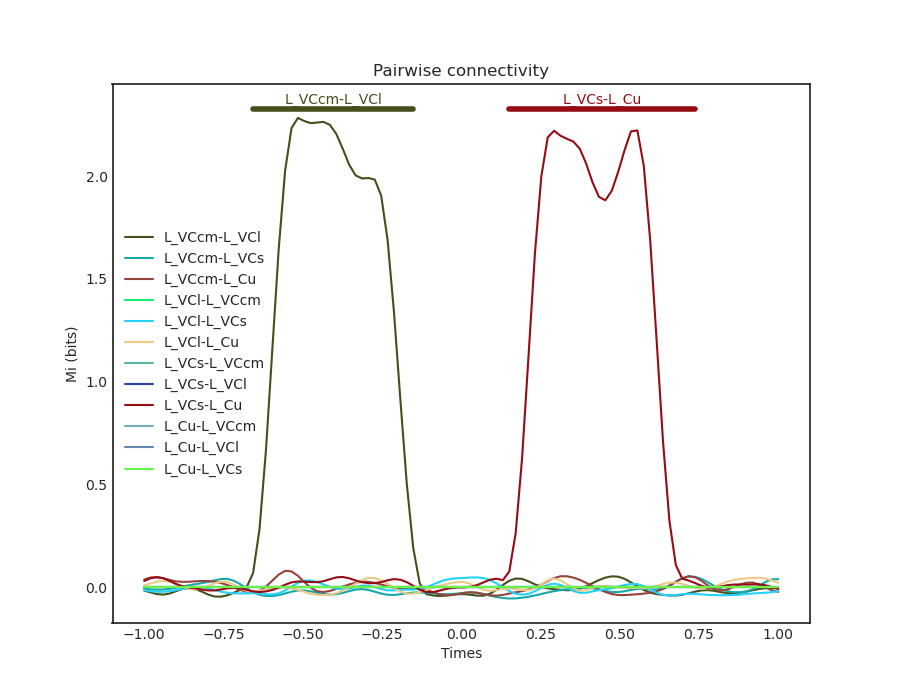 Pairwise connectivity
L_VCcm-L_VCl
L_VCs-L_Cu
2.0
1.5
1.0
0.5
0.0
Mi (bits)
L_VCcm-L_VCl
L_VCcm-L_VCs
L_VCcm-L_Cu
L_VCl-L_VCcm
L_VCl-L_VCs
L_VCl-L_Cu
L_VCs-L_VCcm
L_VCs-L_VCl
L_VCs-L_Cu
L_Cu-L_VCcm
L_Cu-L_VCl
L_Cu-L_VCs
−1.00 −0.75 −0.50 −0.25 0.00 0.25 0.50 0.75 1.00
Times